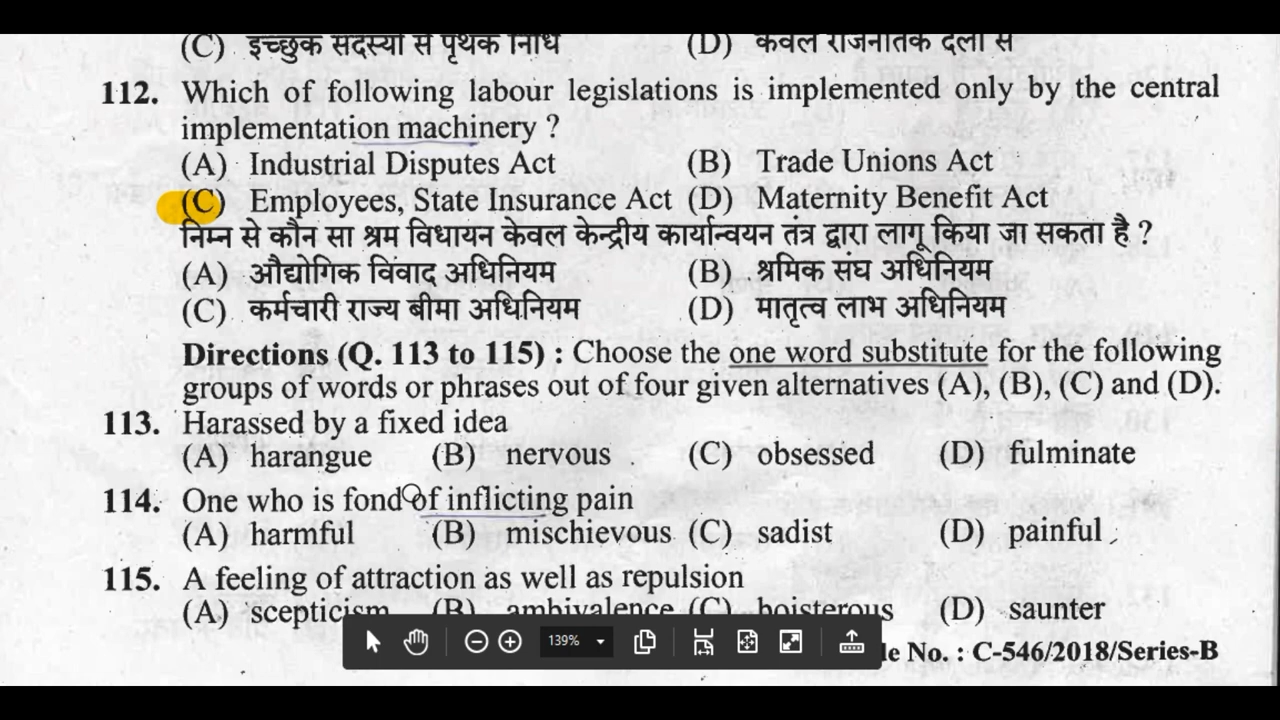 (C) इच्छुक सदस्यों से पृथक निधि (D) केवल राजनीतिक दलों से
112. Which of following labour legislations is implemented only by the central
implementation machinery ?
(A) Industrial Disputes Act (B) Trade Unions Act
(C) Employees, State Insurance Act (D) Maternity Benefit Act
निम्न से कौन सा श्रम विधायन केवल केन्द्रीय कार्यान्वयन तंत्र द्वारा लागू किया जा सकता है ?
(A) औद्योगिक विवाद अधिनियम (B) श्रमिक संघ अधिनियम
(C) कर्मचारी राज्य बीमा अधिनियम (D) मातृत्व लाभ अधिनियम
Directions (Q. 113 to 115) : Choose the one word substitute for the following
groups of words or phrases out of four given alternatives (A), (B), (C) and (D).
113. Harassed by a fixed idea
(A) harangue (B) nervous (C) obsessed (D) fulminate
114. One who is fond of inflicting pain
(A) harmful (B) mischievous (C) sadist (D) painful
115. A feeling of attraction as well as repulsion
(A) scepticism (B) ambivalence (C) boisterous (D) saunter
139%
le No. : C-546/2018/Series-B